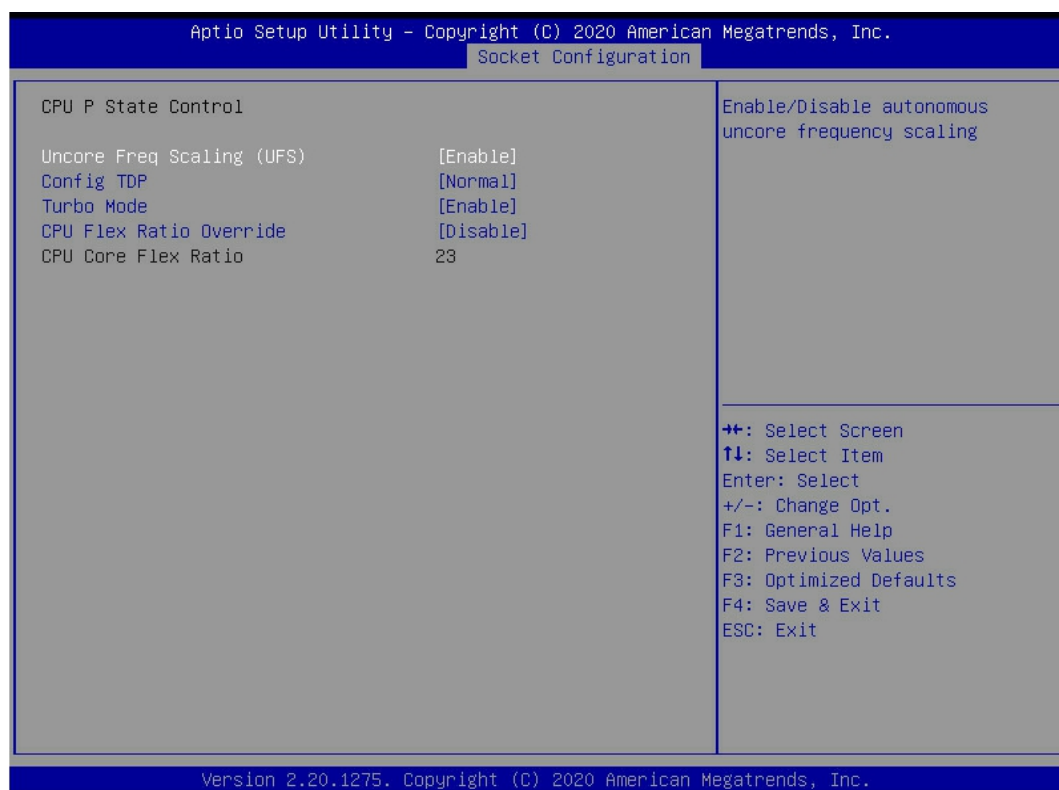 Aptio Setup Utility – Copyright (C) 2020 American Megatrends, Inc.
Socket Configuration
CPU P State Control
Uncore Freq Scaling (UFS) [Enable]
Config TDP [Normal]
Turbo Mode [Enable]
CPU Flex Ratio Override [Disable]
CPU Core Flex Ratio 23
Enable/Disable autonomous
uncore frequency scaling
→←: Select Screen
↑↓: Select Item
Enter: Select
+/-: Change Opt.
F1: General Help
F2: Previous Values
F3: Optimized Defaults
F4: Save & Exit
ESC: Exit
Version 2.20.1275. Copyright (C) 2020 American Megatrends, Inc.